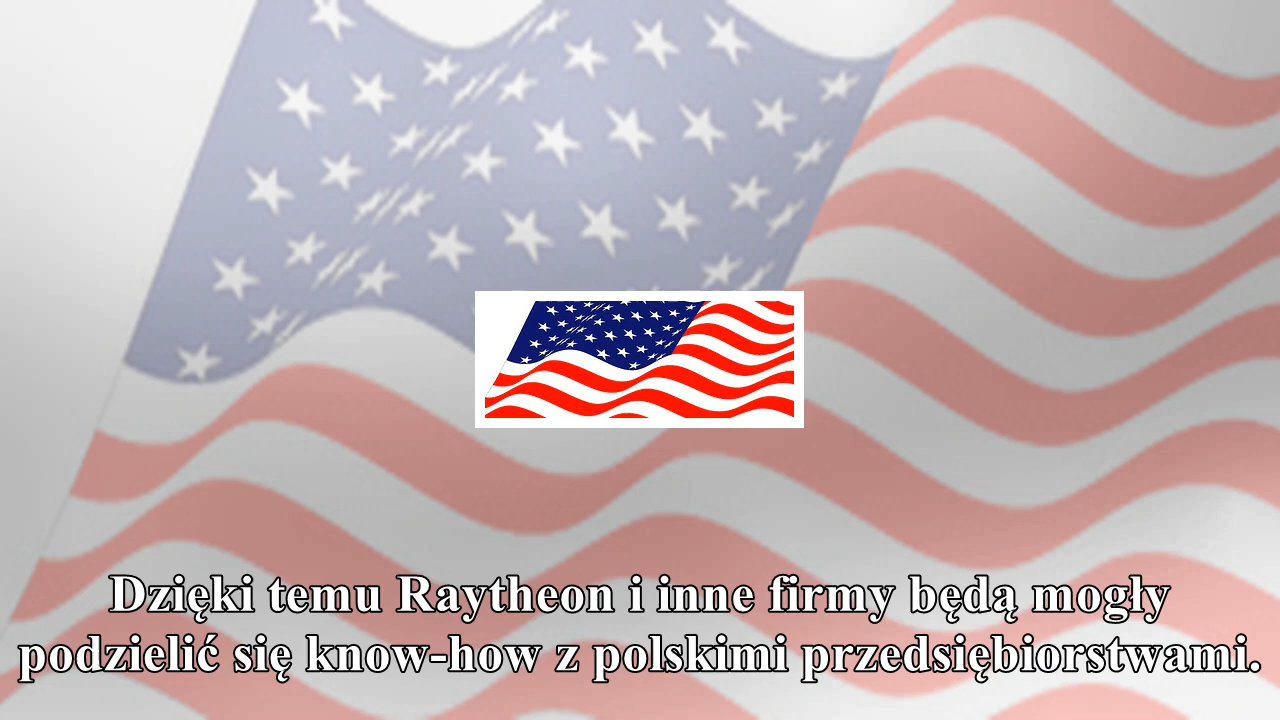 Dzięki temu Raytheon i inne firmy będą mogły
podzielić się know-how z polskimi przedsiębiorstwami.